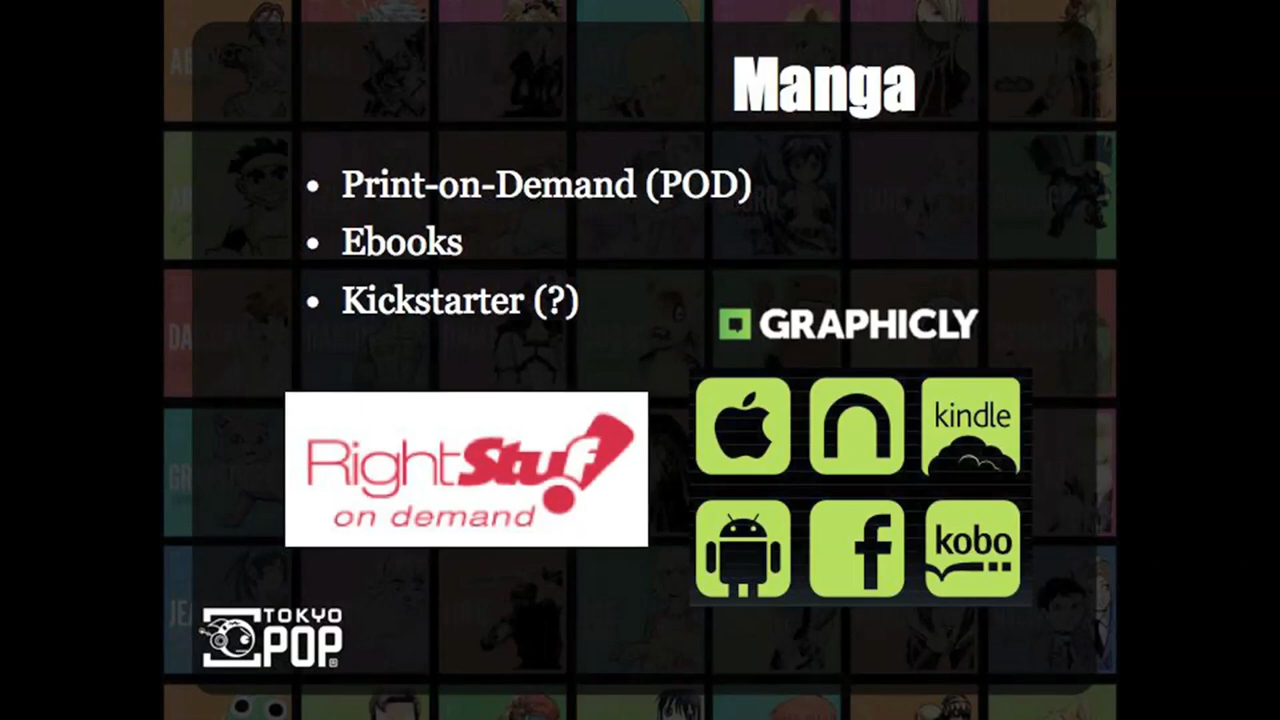 Manga
Print-on-Demand (POD)
Ebooks
Kickstarter (?)
GRAPHICLY
RightStuf!
on demand
kindle
kobo
TOKYO
POP